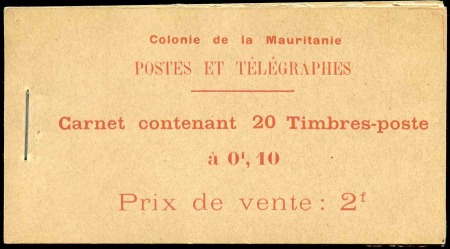 Colonie de la Mauritanie
POSTES ET TÉLÉGRAPHES
Carnet contenant 20 Timbres-poste
à 0ᶠ, 10
Prix de vente : 2ᶠ